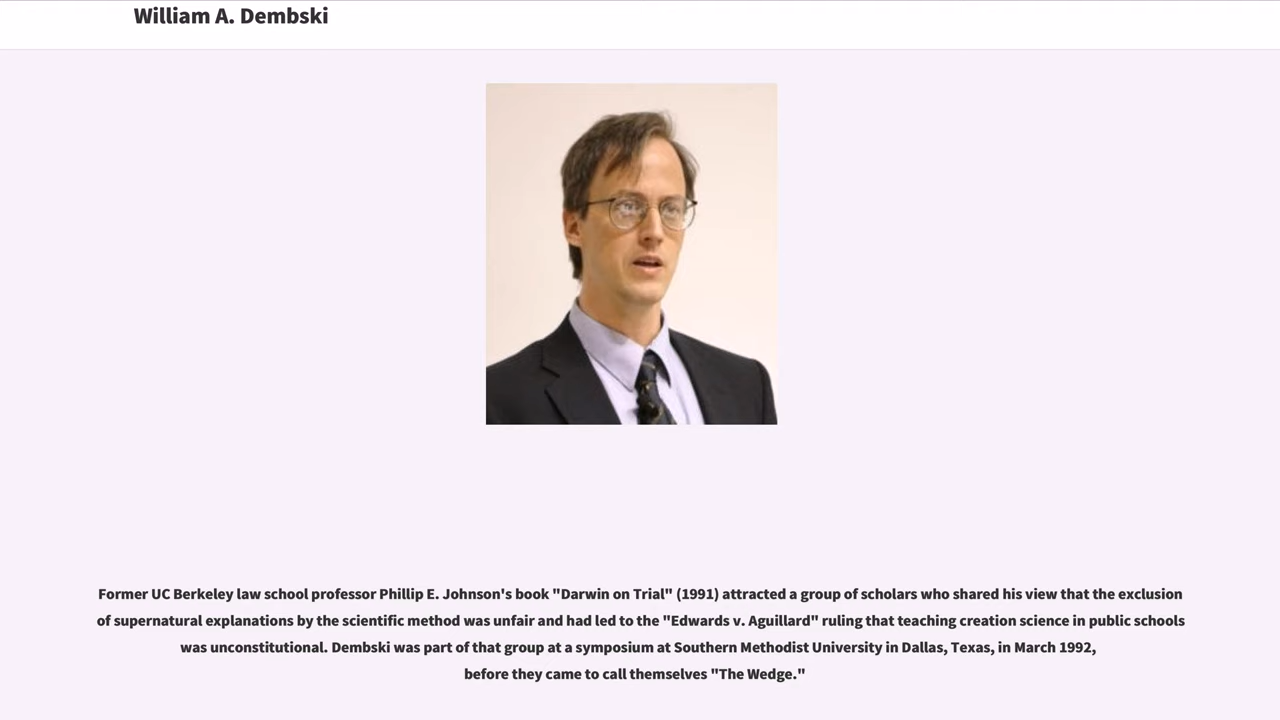 William A. Dembski
Former UC Berkeley law school professor Phillip E. Johnson's book "Darwin on Trial" (1991) attracted a group of scholars who shared his view that the exclusion
of supernatural explanations by the scientific method was unfair and had led to the "Edwards v. Aguillard" ruling that teaching creation science in public schools
was unconstitutional. Dembski was part of that group at a symposium at Southern Methodist University in Dallas, Texas, in March 1992,
before they came to call themselves "The Wedge."